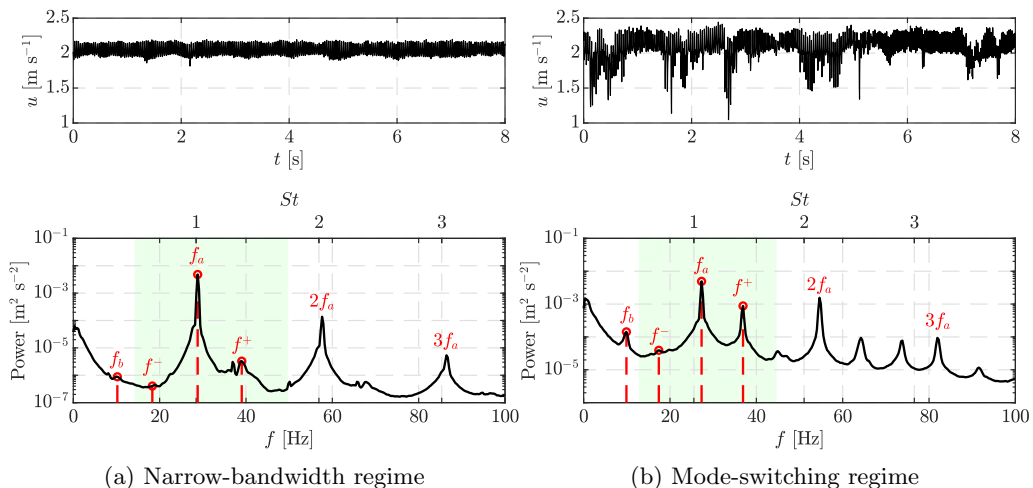 2.5
2
1.5
1
u [m s⁻¹]
0 2 4 6 8
t [s]
2.5
2
1.5
1
u [m s⁻¹]
0 2 4 6 8
t [s]
St
1 2 3
10⁻¹
10⁻³
10⁻⁵
10⁻⁷
Power [m² s⁻²]
f_b
f⁻
f_a
f⁺
2f_a
3f_a
0 20 40 60 80 100
f [Hz]
St
1 2 3
10⁻¹
10⁻³
10⁻⁵
Power [m² s⁻²]
f_b
f⁻
f_a
f⁺
2f_a
3f_a
0 20 40 60 80 100
f [Hz]
(a) Narrow-bandwidth regime
(b) Mode-switching regime